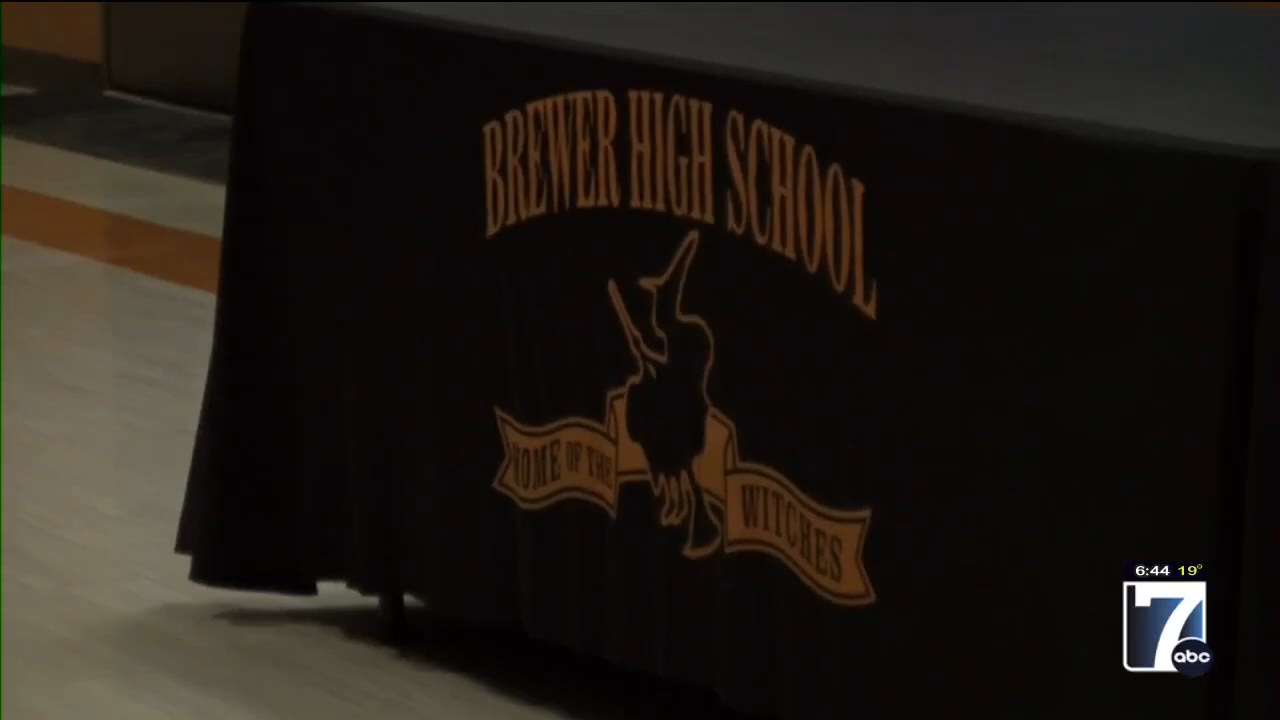 BREWER HIGH SCHOOL
HOME OF THE
WITCHES
6:44 19°
7
abc